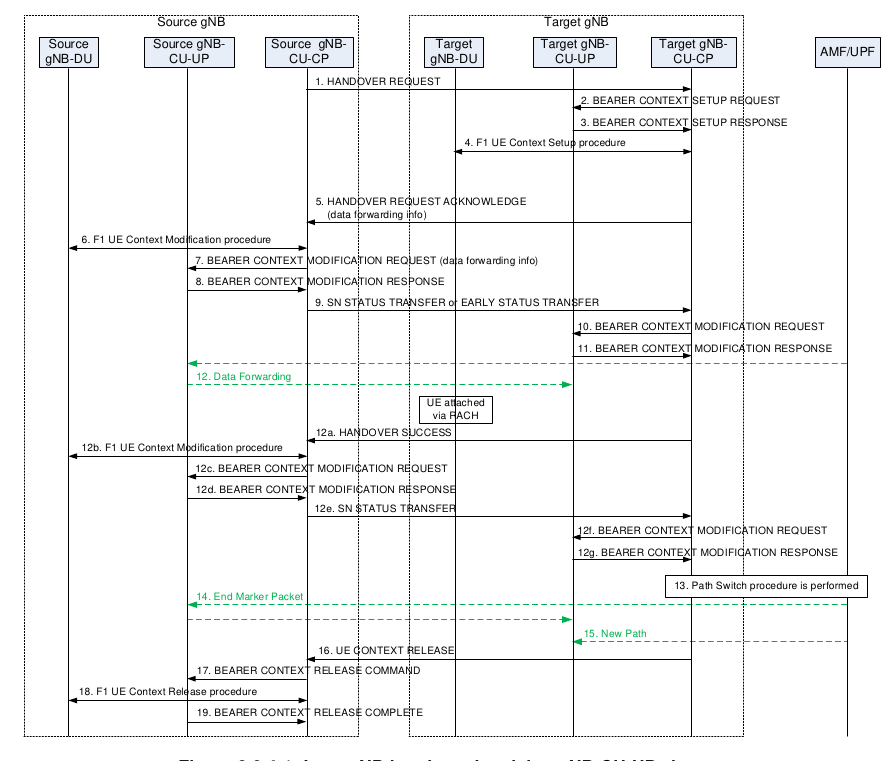 Source gNB
Target gNB
Source
gNB-DU
Source gNB-
CU-UP
Source gNB-
CU-CP
Target
gNB-DU
Target gNB-
CU-UP
Target gNB-
CU-CP
AMF/UPF
1. HANDOVER REQUEST
2. BEARER CONTEXT SETUP REQUEST
3. BEARER CONTEXT SETUP RESPONSE
4. F1 UE Context Setup procedure
5. HANDOVER REQUEST ACKNOWLEDGE
(data forwarding info)
6. F1 UE Context Modification procedure
7. BEARER CONTEXT MODIFICATION REQUEST (data forwarding info)
8. BEARER CONTEXT MODIFICATION RESPONSE
9. SN STATUS TRANSFER or EARLY STATUS TRANSFER
10. BEARER CONTEXT MODIFICATION REQUEST
11. BEARER CONTEXT MODIFICATION RESPONSE
12. Data Forwarding
UE attached
via RACH
12a. HANDOVER SUCCESS
12b. F1 UE Context Modification procedure
12c. BEARER CONTEXT MODIFICATION REQUEST
12d. BEARER CONTEXT MODIFICATION RESPONSE
12e. SN STATUS TRANSFER
12f. BEARER CONTEXT MODIFICATION REQUEST
12g. BEARER CONTEXT MODIFICATION RESPONSE
13. Path Switch procedure is performed
14. End Marker Packet
15. New Path
16. UE CONTEXT RELEASE
17. BEARER CONTEXT RELEASE COMMAND
18. F1 UE Context Release procedure
19. BEARER CONTEXT RELEASE COMPLETE